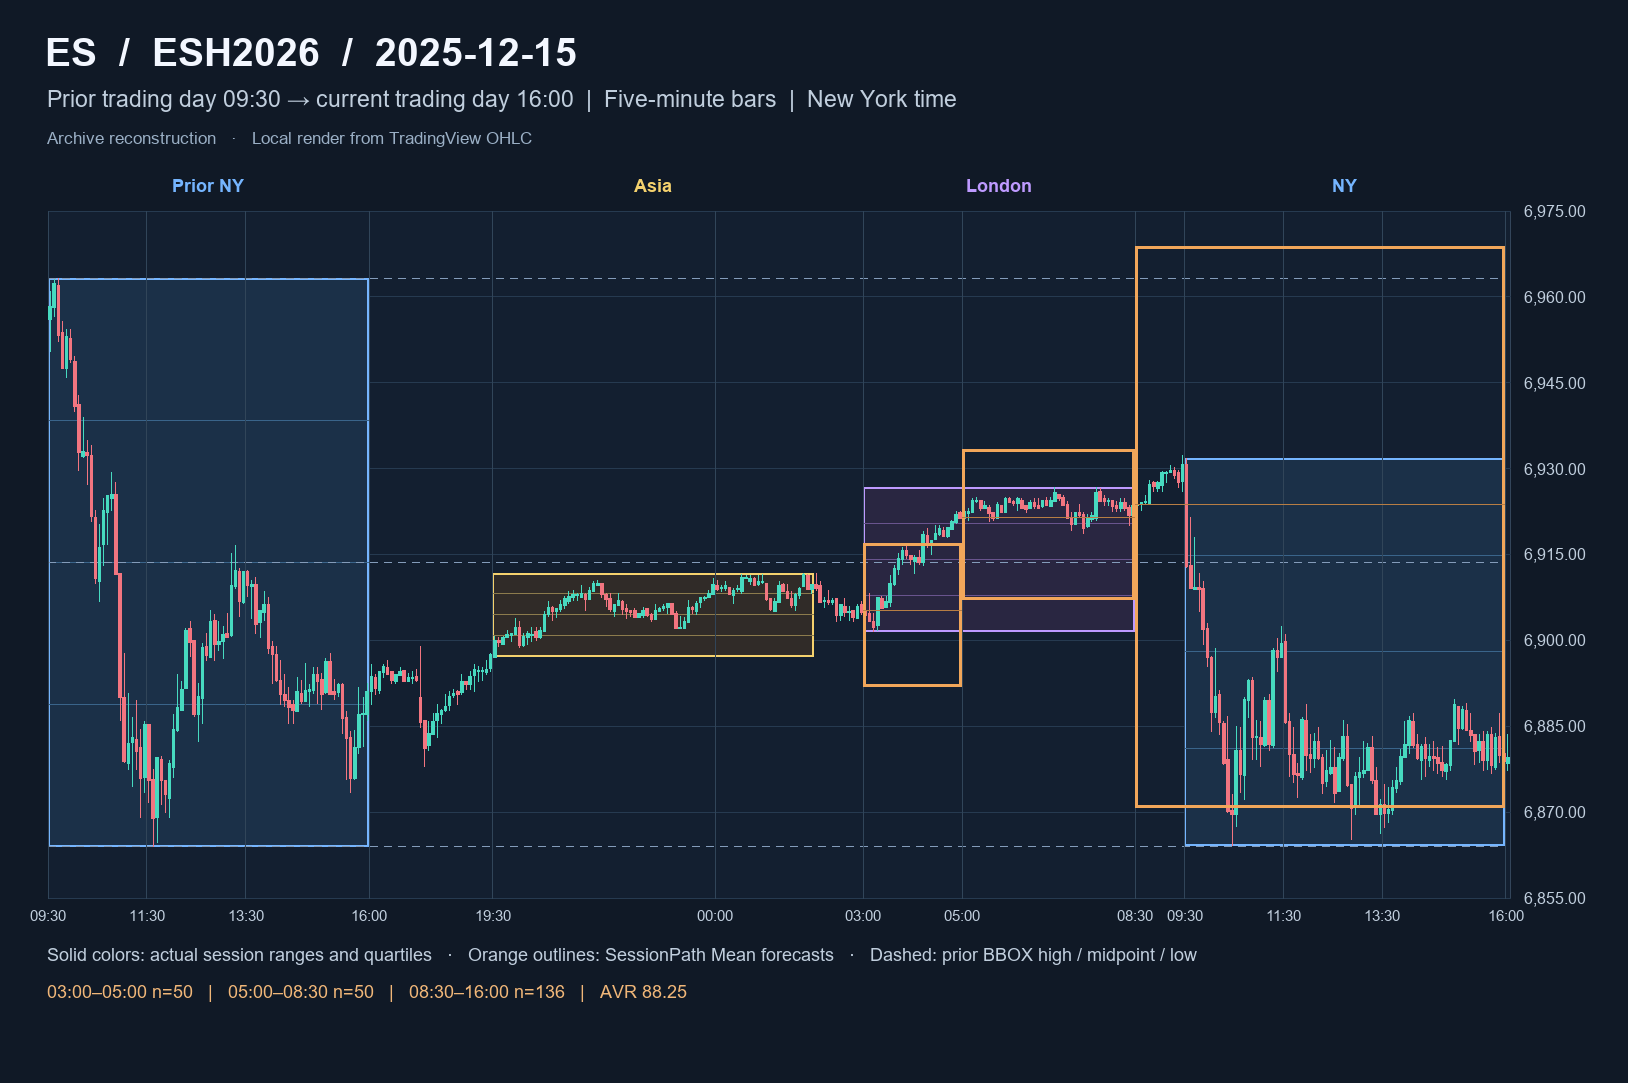 ES / ESH2026 / 2025-12-15
Prior trading day 09:30 → current trading day 16:00 | Five-minute bars | New York time
Archive reconstruction · Local render from TradingView OHLC
Prior NY Asia London NY
6,975.00
6,960.00
6,945.00
6,930.00
6,915.00
6,900.00
6,885.00
6,870.00
6,855.00
09:30 11:30 13:30 16:00 19:30 00:00 03:00 05:00 08:30 09:30 11:30 13:30 16:00
Solid colors: actual session ranges and quartiles · Orange outlines: SessionPath Mean forecasts · Dashed: prior BBOX high / midpoint / low
03:00–05:00 n=50 | 05:00–08:30 n=50 | 08:30–16:00 n=136 | AVR 88.25